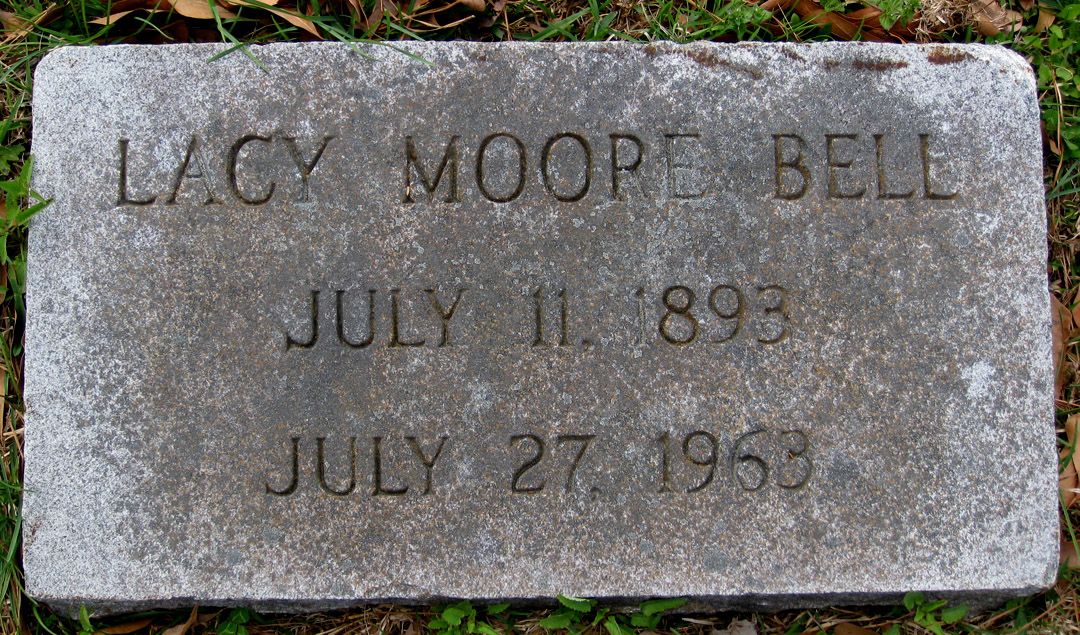 LACY MOORE BELL
JULY 11, 1893
JULY 27, 1963